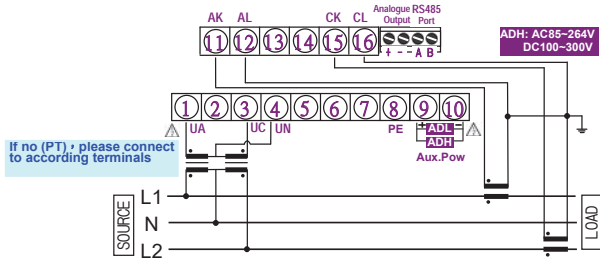 AK AL CK CL Analogue Output RS485 Port
11 12 13 14 15 16 + - - A B
ADH: AC85~264V
DC100~300V
1 2 3 4 5 6 7 8 9 10
UA UC UN PE + ADL -
ADH
Aux.Pow
If no (PT), please connect
to according terminals
SOURCE
L1
N
L2
LOAD